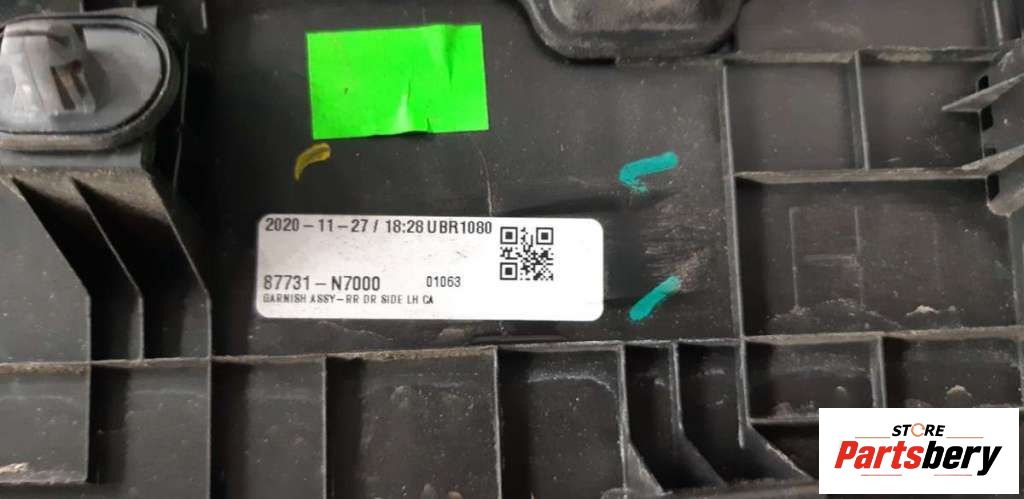 2020-11-27 / 18:28 UBR1080
87731-N7000 01063
GARNISH ASSY-RR DR SIDE LH CA
STORE
Partsbery